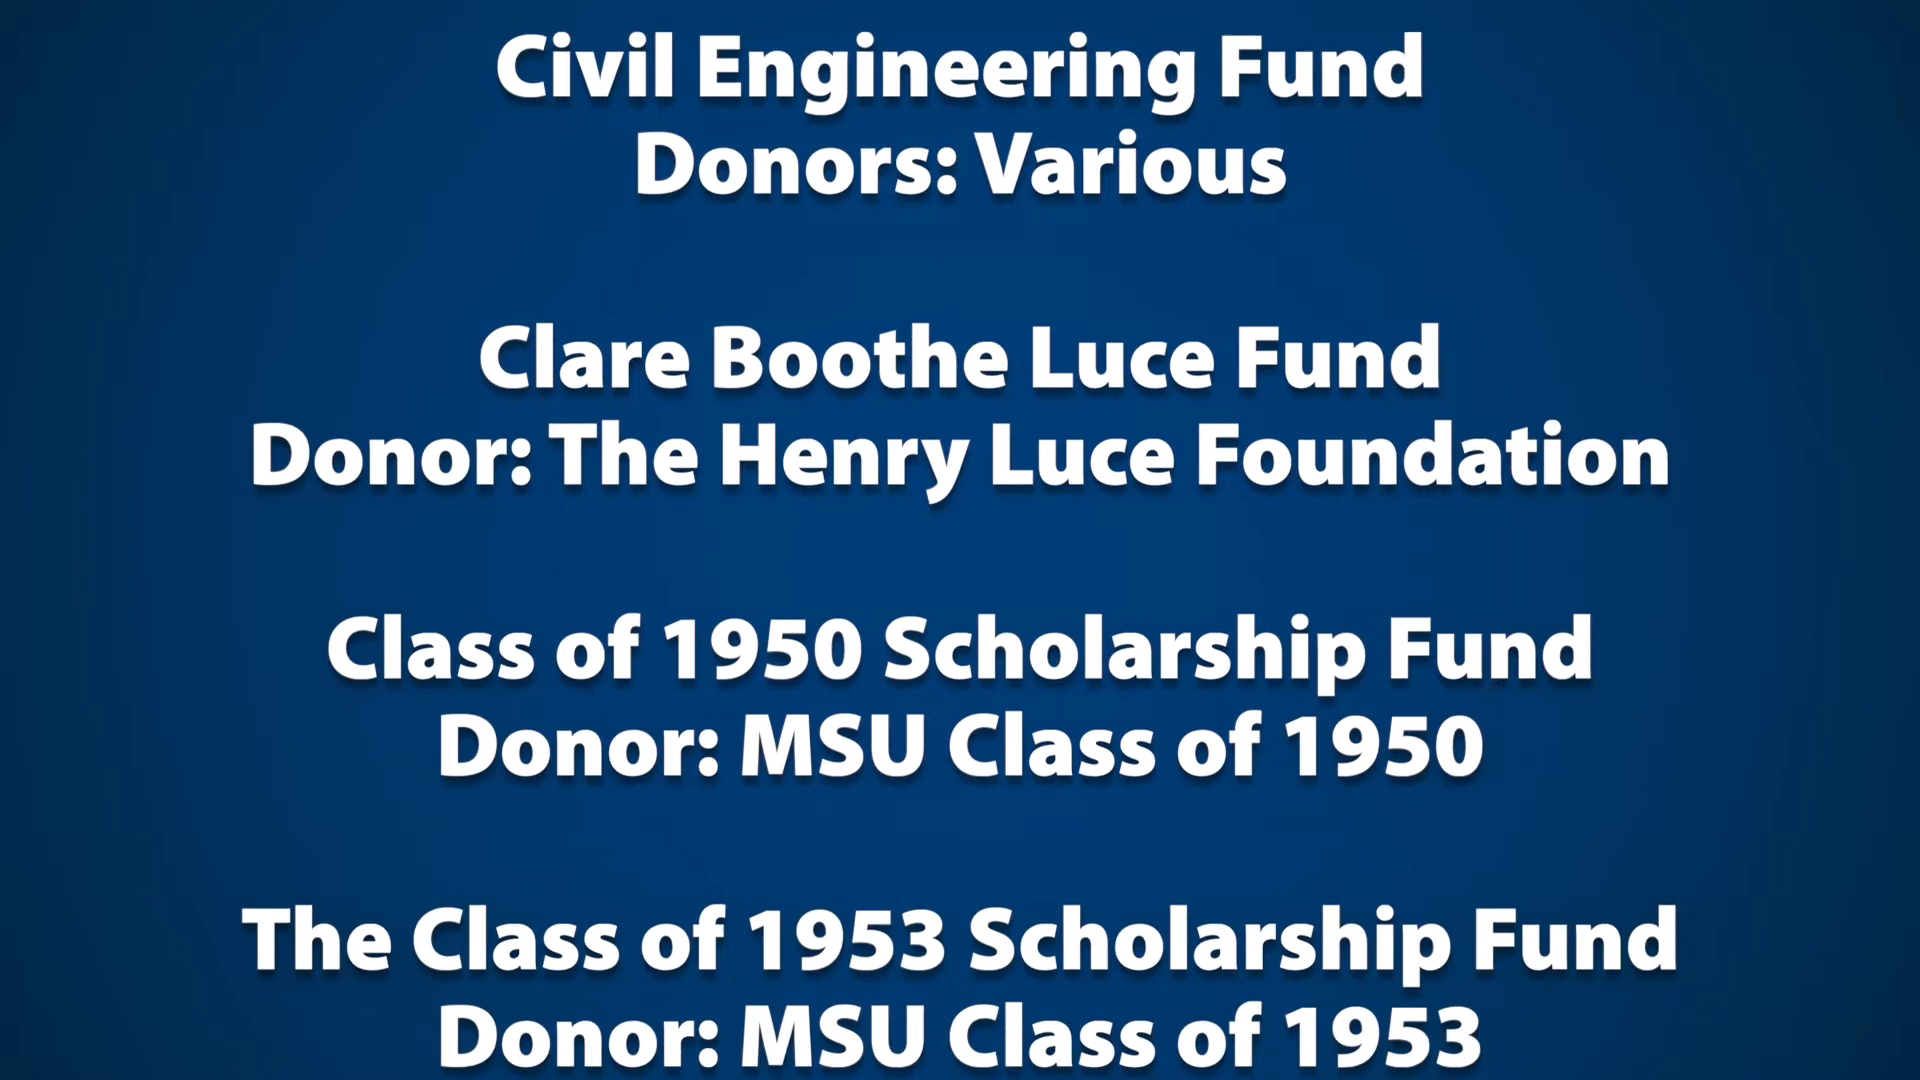 Civil Engineering Fund
Donors: Various
Clare Boothe Luce Fund
Donor: The Henry Luce Foundation
Class of 1950 Scholarship Fund
Donor: MSU Class of 1950
The Class of 1953 Scholarship Fund
Donor: MSU Class of 1953